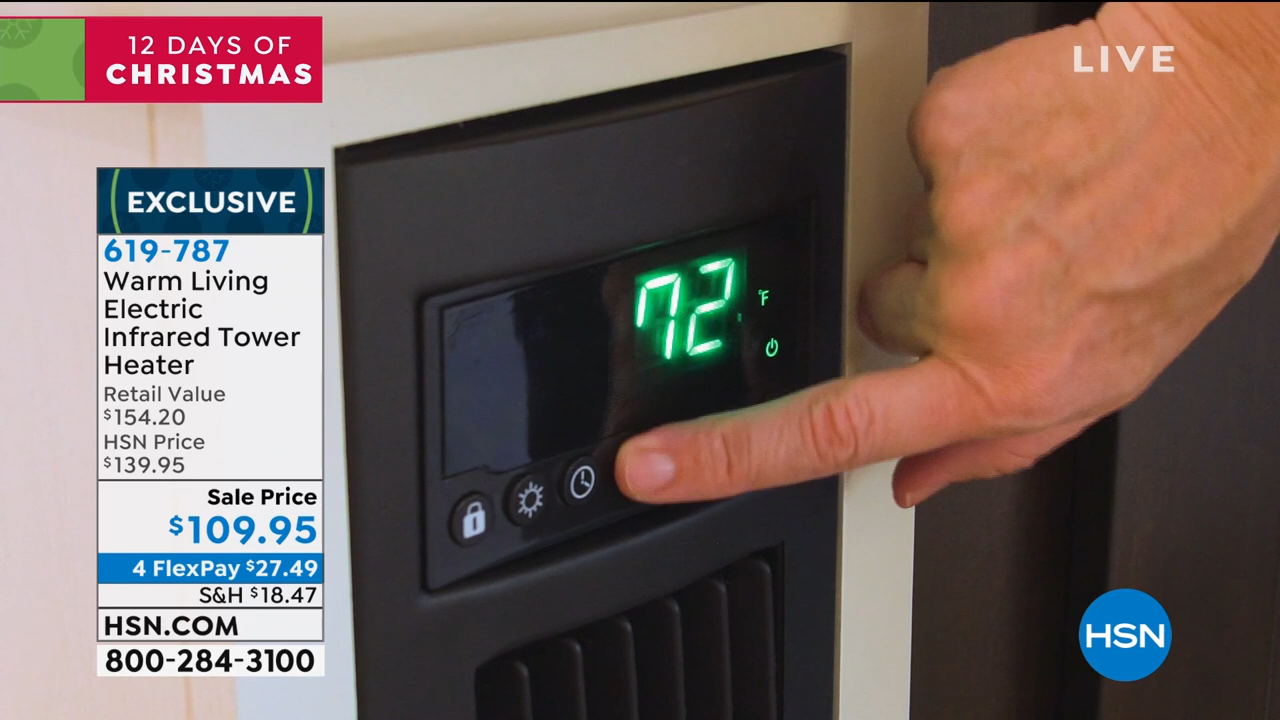 12 DAYS OF
CHRISTMAS
LIVE
EXCLUSIVE
619-787
Warm Living
Electric
Infrared Tower
Heater
Retail Value
$154.20
HSN Price
$139.95
Sale Price
$109.95
4 FlexPay $27.49
S&H $18.47
HSN.COM
800-284-3100
72 °F
HSN